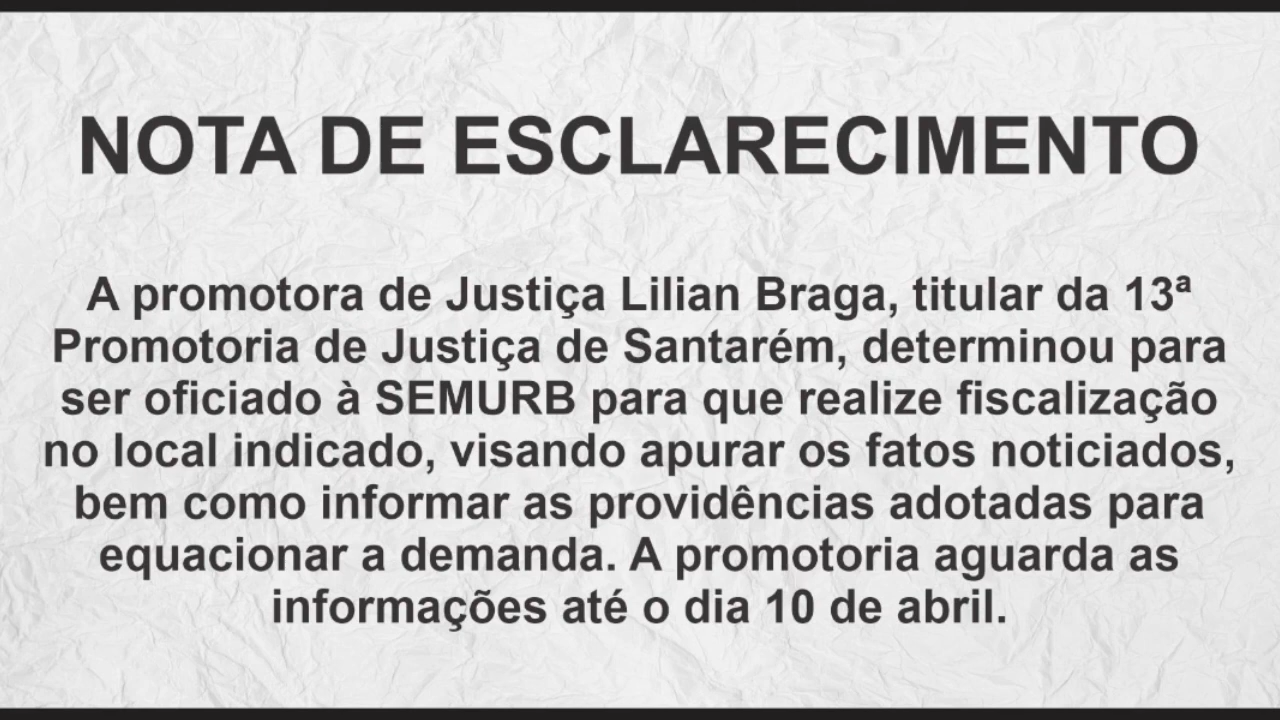 NOTA DE ESCLARECIMENTO
A promotora de Justiça Lilian Braga, titular da 13ª
Promotoria de Justiça de Santarém, determinou para
ser oficiado à SEMURB para que realize fiscalização
no local indicado, visando apurar os fatos noticiados,
bem como informar as providências adotadas para
equacionar a demanda. A promotoria aguarda as
informações até o dia 10 de abril.